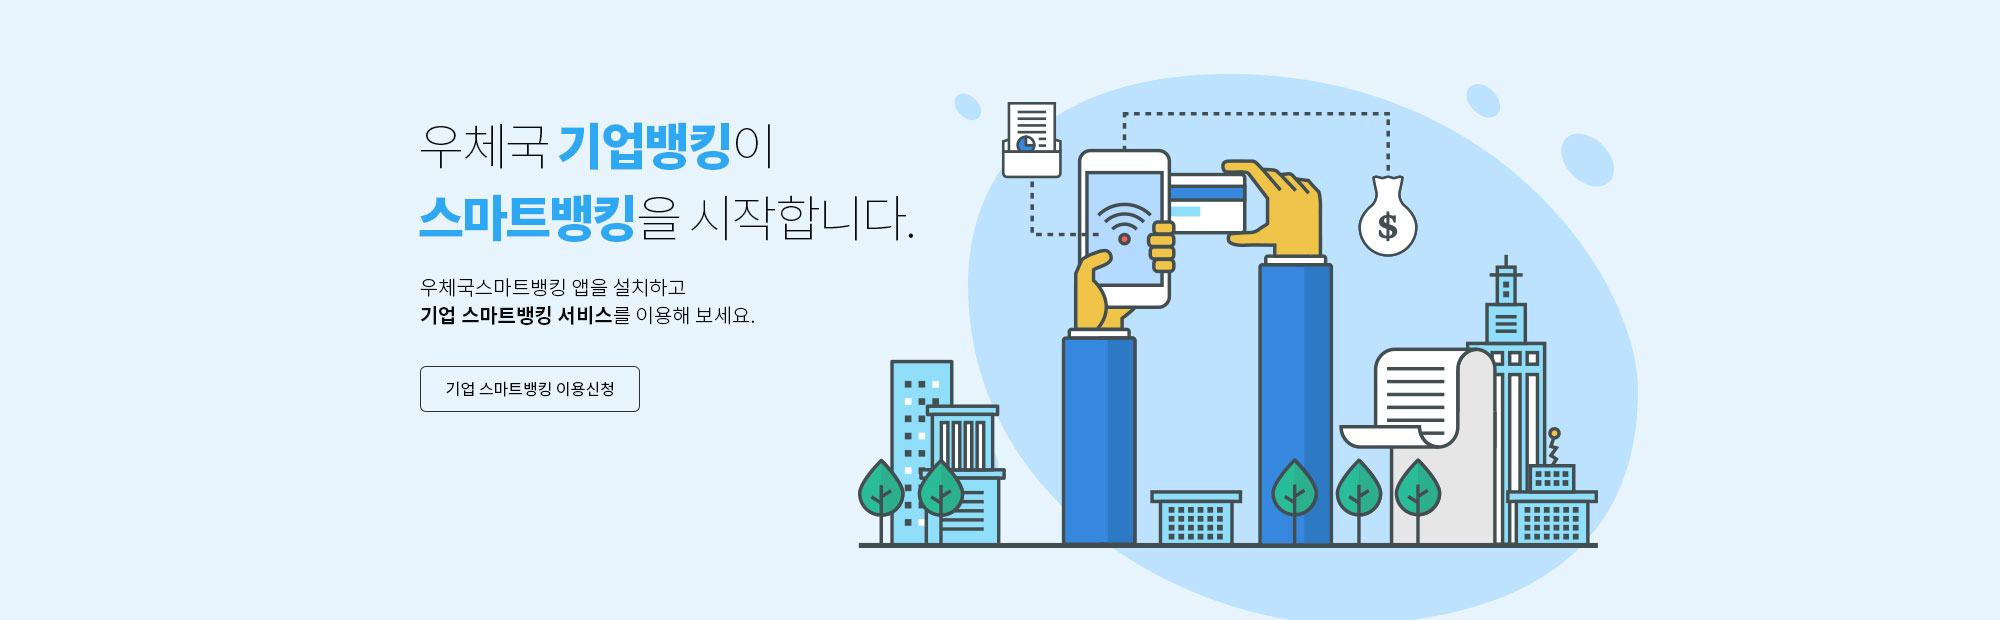 우체국 기업뱅킹이
스마트뱅킹을 시작합니다.
우체국스마트뱅킹 앱을 설치하고
기업 스마트뱅킹 서비스를 이용해 보세요.
기업 스마트뱅킹 이용신청
$